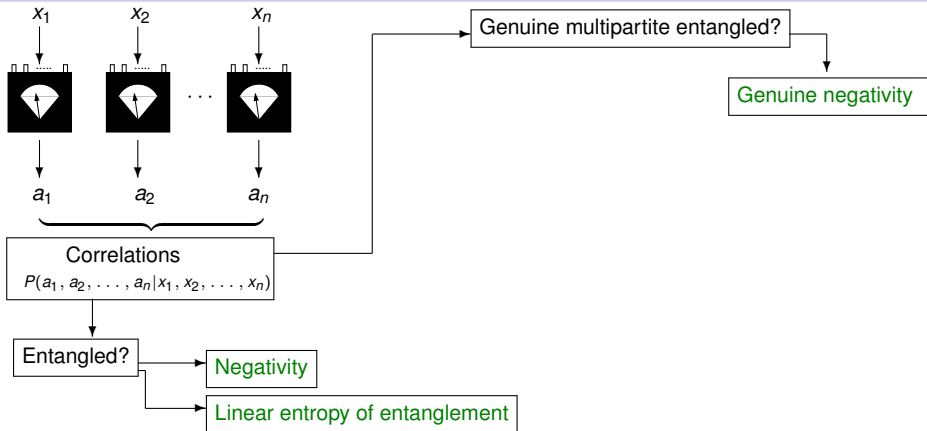 x1 x2 xn
..... ..... .....
. . .
a1 a2 an
Correlations
P(a1, a2, . . . , an|x1, x2, . . . , xn)
Entangled?
Negativity
Linear entropy of entanglement
Genuine multipartite entangled?
Genuine negativity